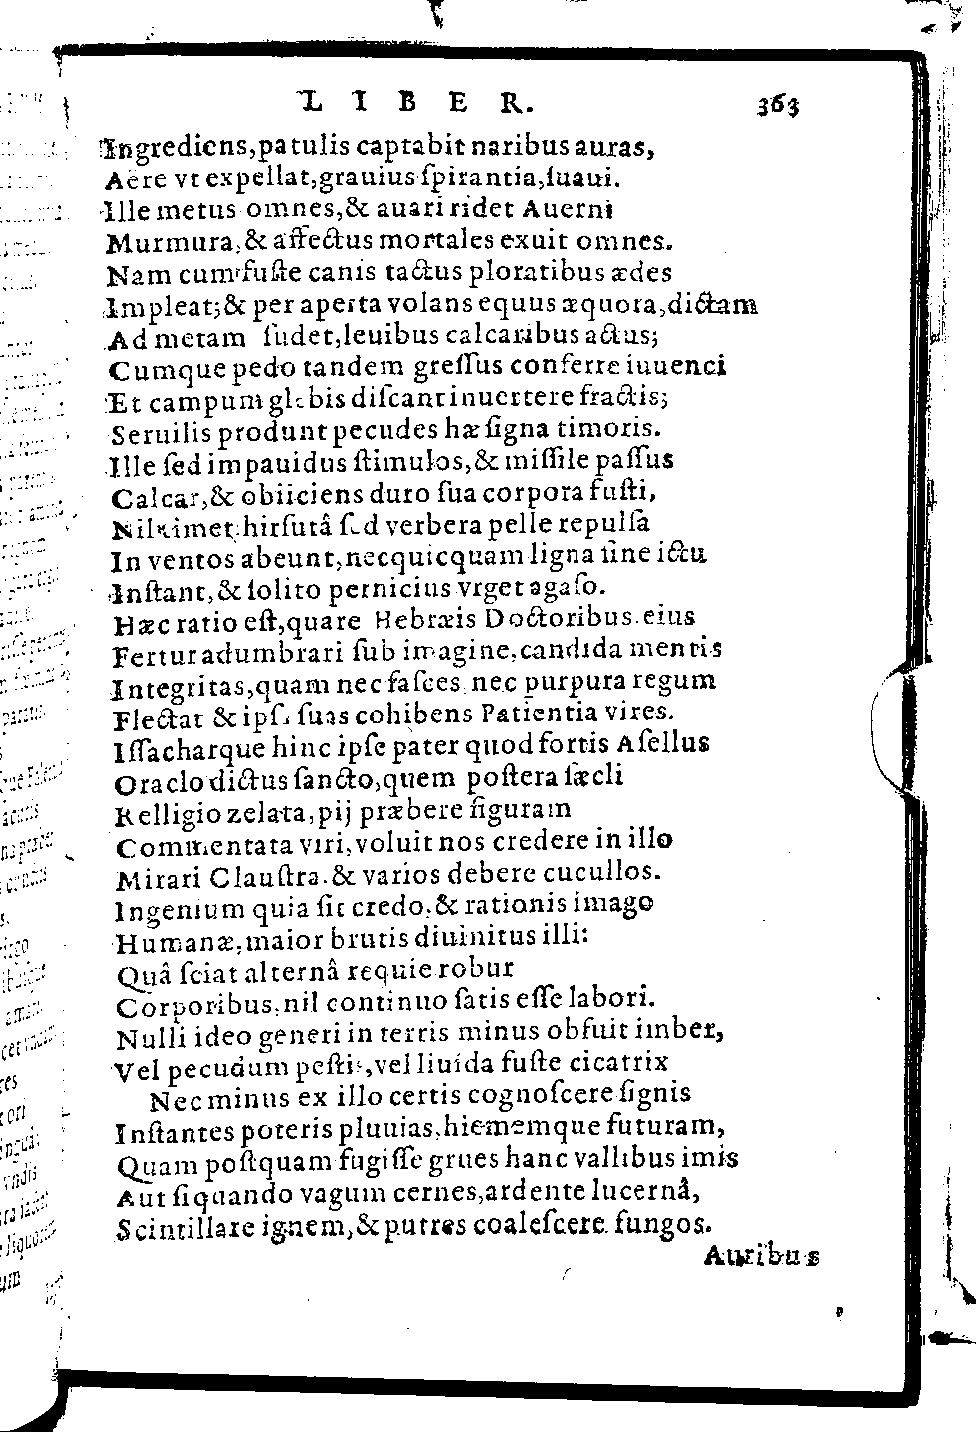 LIBER. 363
Ingrediens,patulis captabit naribus auras,
Aëre vt expellat,grauius ſpirantia,ſuaui.
Ille metus omnes,& auari ridet Auerni
Murmura,& affectus mortales exuit omnes.
Nam cum fuſte canis tactus ploratibus ædes
Impleat;& per aperta volans equus æquora,dictam
Ad metam ſudet,leuibus calcaribus actus;
Cumque pedo tandem greſſus conferre iuuenci
Et campum glebis diſcant inuertere fractis;
Seruilis produnt pecudes hæ ſigna timoris.
Ille ſed impauidus ſtimulos,& miſſile paſſus
Calcar,& obiiciens duro ſua corpora fuſti,
Nil timet:hirſutâ ſed verbera pelle repulſa
In ventos abeunt,nec quicquam ligna ſine ictu
Inſtant,& ſolito pernicius vrget agaſo.
Hæc ratio eſt,quare Hebræis Doctoribus eius
Fertur adumbrari ſub imagine,candida mentis
Integritas,quam nec faſces nec purpura regum
Flectat & ipſa ſuas cohibens Patientia vires.
Iſſacharque hinc ipſe pater quod fortis Aſellus
Oraclo dictus ſancto,quem poſtera ſæcli
Relligio zelata,pij præbere figuram
Commentata viri,voluit nos credere in illo
Mirari Clauſtra.& varios debere cucullos.
Ingenium quia ſit credo,& rationis imago
Humanæ,maior brutis diuinitus illi:
Quâ ſciat alternâ requie robur
Corporibus,nil continuo ſatis eſſe labori.
Nulli ideo generi in terris minus obfuit imber,
Vel pecudum peſtis,vel liuida fuſte cicatrix
Nec minus ex illo certis cognoſcere ſignis
Inſtantes poteris pluuias,hiememque futuram,
Quam poſtquam fugiſſe grues hanc vallibus imis
Aut ſiquando vagum cernes,ardente lucernâ,
Scintillare ignem,& putres coaleſcere fungos.
Auribus